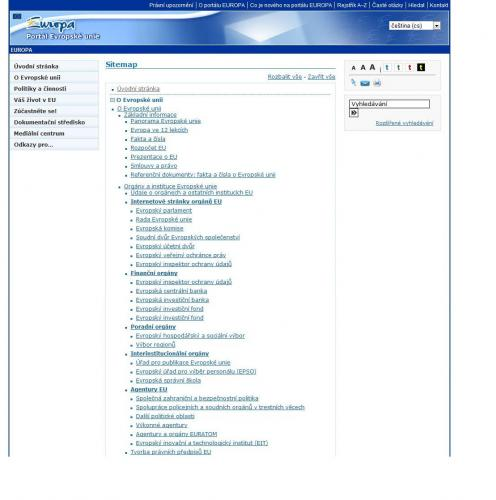 Právní upozornění | O portálu EUROPA | Co je nového na portálu EUROPA | Rejstřík A-Z | Časté otázky | Hledat | Kontakt
Europa
Portál Evropské unie
čeština (cs)
EUROPA
Úvodní stránka
O Evropské unii
Politiky a činnosti
Váš život v EU
Zúčastněte se!
Dokumentační středisko
Mediální centrum
Odkazy pro...
Sitemap
Rozbalit vše - Zavřít vše
Úvodní stránka
O Evropské unii
O Evropské unii
Základní informace
Panorama Evropské unie
Evropa ve 12 lekcích
Fakta a čísla
Rozpočet EU
Prezentace o EU
Smlouvy a právo
Referenční dokumenty: fakta a čísla o Evropské unii
Orgány a instituce Evropské unie
Údaje o orgánech a ostatních institucích EU
Internetové stránky orgánů EU
Evropský parlament
Rada Evropské unie
Evropská komise
Soudní dvůr Evropských společenství
Evropský účetní dvůr
Evropský veřejný ochránce práv
Evropský inspektor ochrany údajů
Finanční orgány
Evropský inspektor ochrany údajů
Evropská centrální banka
Evropská investiční banka
Evropský investiční fond
Evropský investiční fond
Poradní orgány
Evropský hospodářský a sociální výbor
Výbor regionů
Interinstitucionální orgány
Úřad pro publikace Evropské unie
Evropský úřad pro výběr personálu (EPSO)
Evropská správní škola
Agentury EU
Společná zahraniční a bezpečnostní politika
Spolupráce policejních a soudních orgánů v trestních věcech
Další politické oblasti
Výkonné agentury
Agentury a orgány EURATOM
Evropský inovační a technologický institut (EIT)
Tvorba právních předpisů EU
A A A t t t t
Vyhledávání
Rozšířené vyhledávání